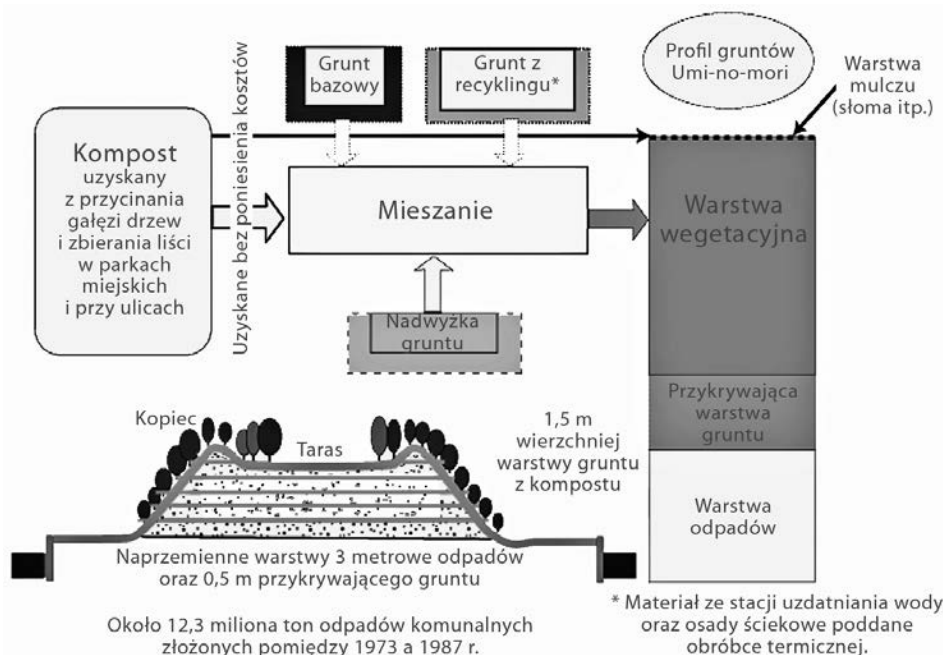 Grunt
bazowy
Grunt z
recyklingu*
Profil gruntów
Umi-no-mori
Warstwa
mulczu
(słoma itp.)
Kompost
uzyskany
z przycinania
gałęzi drzew
i zbierania liści
w parkach
miejskich
i przy ulicach
Uzyskane bez poniesienia kosztów
Mieszanie
Warstwa
wegetacyjna
Nadwyżka
gruntu
Przykrywająca
warstwa
gruntu
Warstwa
odpadów
Kopiec
Taras
1,5 m
wierzchniej
warstwy gruntu
z kompostu
Naprzemienne warstwy 3 metrowe odpadów
oraz 0,5 m przykrywającego gruntu
Około 12,3 miliona ton odpadów komunalnych
złożonych pomiędzy 1973 a 1987 r.
* Materiał ze stacji uzdatniania wody
oraz osady ściekowe poddane
obróbce termicznej.